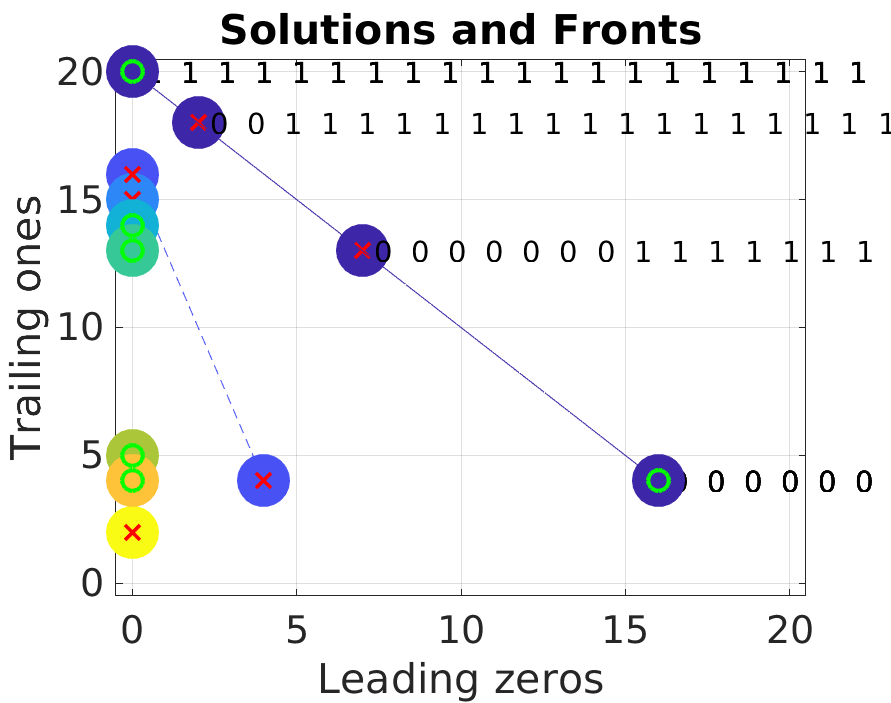 Solutions and Fronts
20 1 1 1 1 1 1 1 1 1 1 1 1 1 1 1 1 1 1 1
0 0 1 1 1 1 1 1 1 1 1 1 1 1 1 1 1 1 1
15
0 0 0 0 0 0 0 1 1 1 1 1 1 1
10
5
0 0 0 0 0 0
0
Trailing ones
0 5 10 15 20
Leading zeros